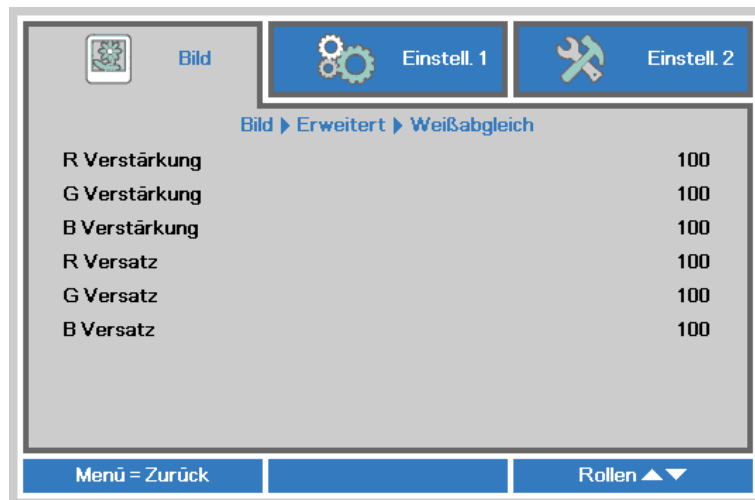 Bild
Einstell. 1
Einstell. 2
Bild ▶ Erweitert ▶ Weißabgleich
R Verstärkung 100
G Verstärkung 100
B Verstärkung 100
R Versatz 100
G Versatz 100
B Versatz 100
Menü = Zurück
Rollen ▲▼